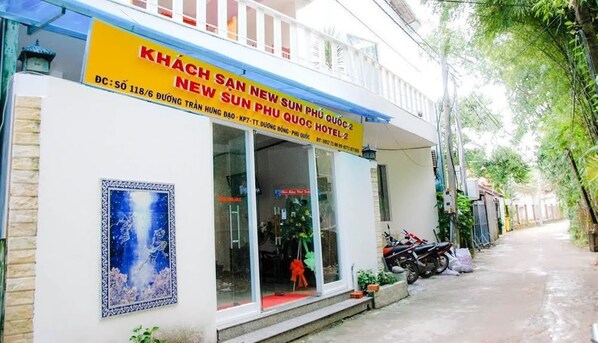 KHÁCH SẠN NEW SUN PHÚ QUỐC 2
NEW SUN PHU QUOC HOTEL 2
ĐC: SỐ 118/6 ĐƯỜNG TRẦN HƯNG ĐẠO - KP7-TT. DƯƠNG ĐÔNG - PHÚ QUỐC